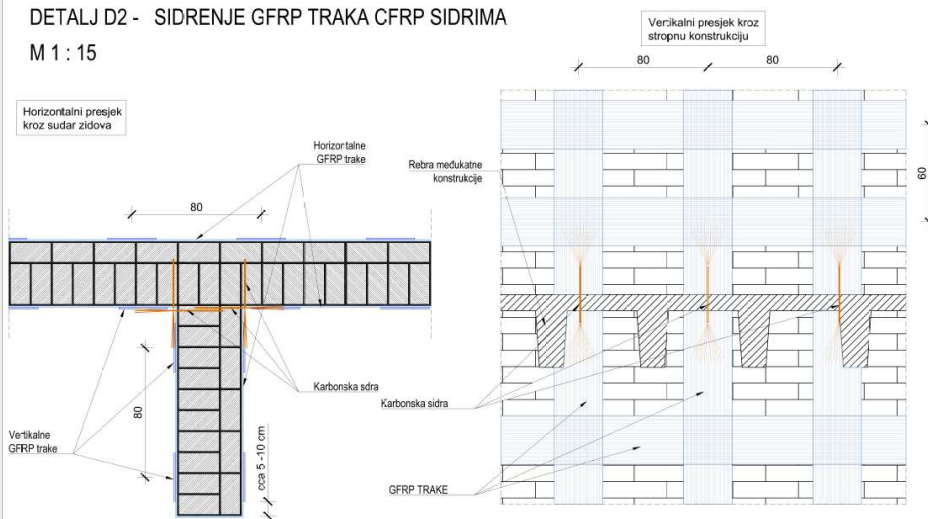 DETALJ D2 - SIDRENJE GFRP TRAKA CFRP SIDRIMA
M 1 : 15
Horizontalni presjek
kroz sudar zidova
Horizontalne
GFRP trake
80
Karbonska sdra
80
Vertikalne
GFRP trake
cca 5 -10 cm
Vertikalni presjek kroz
stropnu konstrukciju
80
80
Rebra međukatne
konstrukcije
60
Karbonska sidra
GFRP TRAKE